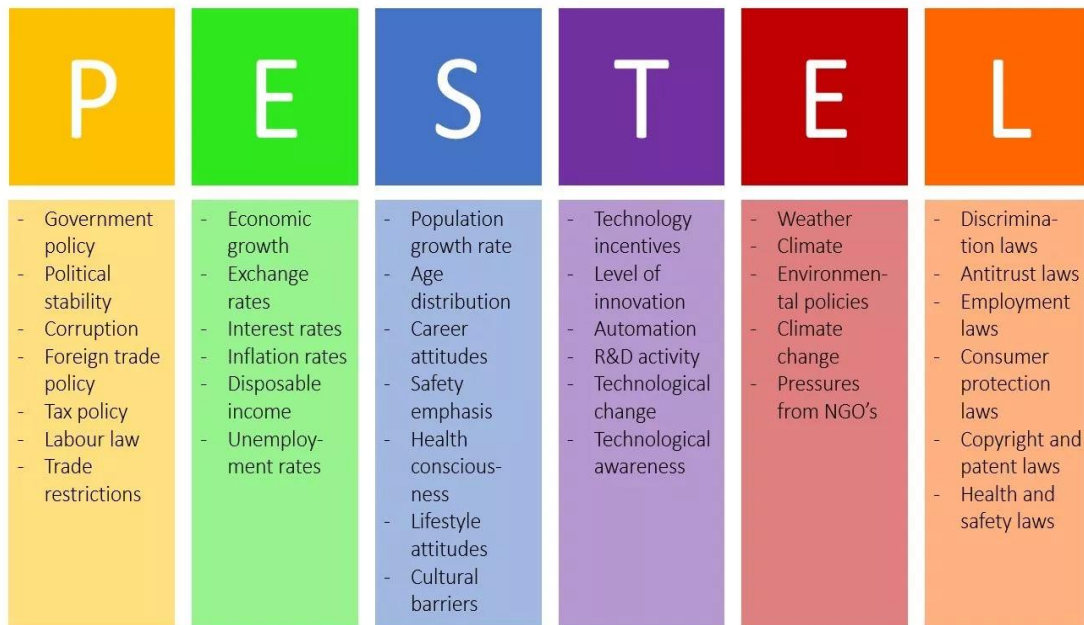 P
- Government
policy
- Political
stability
- Corruption
- Foreign trade
policy
- Tax policy
- Labour law
- Trade
restrictions
E
- Economic
growth
- Exchange
rates
- Interest rates
- Inflation rates
- Disposable
income
- Unemploy-
ment rates
S
- Population
growth rate
- Age
distribution
- Career
attitudes
- Safety
emphasis
- Health
conscious-
ness
- Lifestyle
attitudes
- Cultural
barriers
T
- Technology
incentives
- Level of
innovation
- Automation
- R&D activity
- Technological
change
- Technological
awareness
E
- Weather
- Climate
- Environmen-
tal policies
- Climate
change
- Pressures
from NGO's
L
- Discrimina-
tion laws
- Antitrust laws
- Employment
laws
- Consumer
protection
laws
- Copyright and
patent laws
- Health and
safety laws